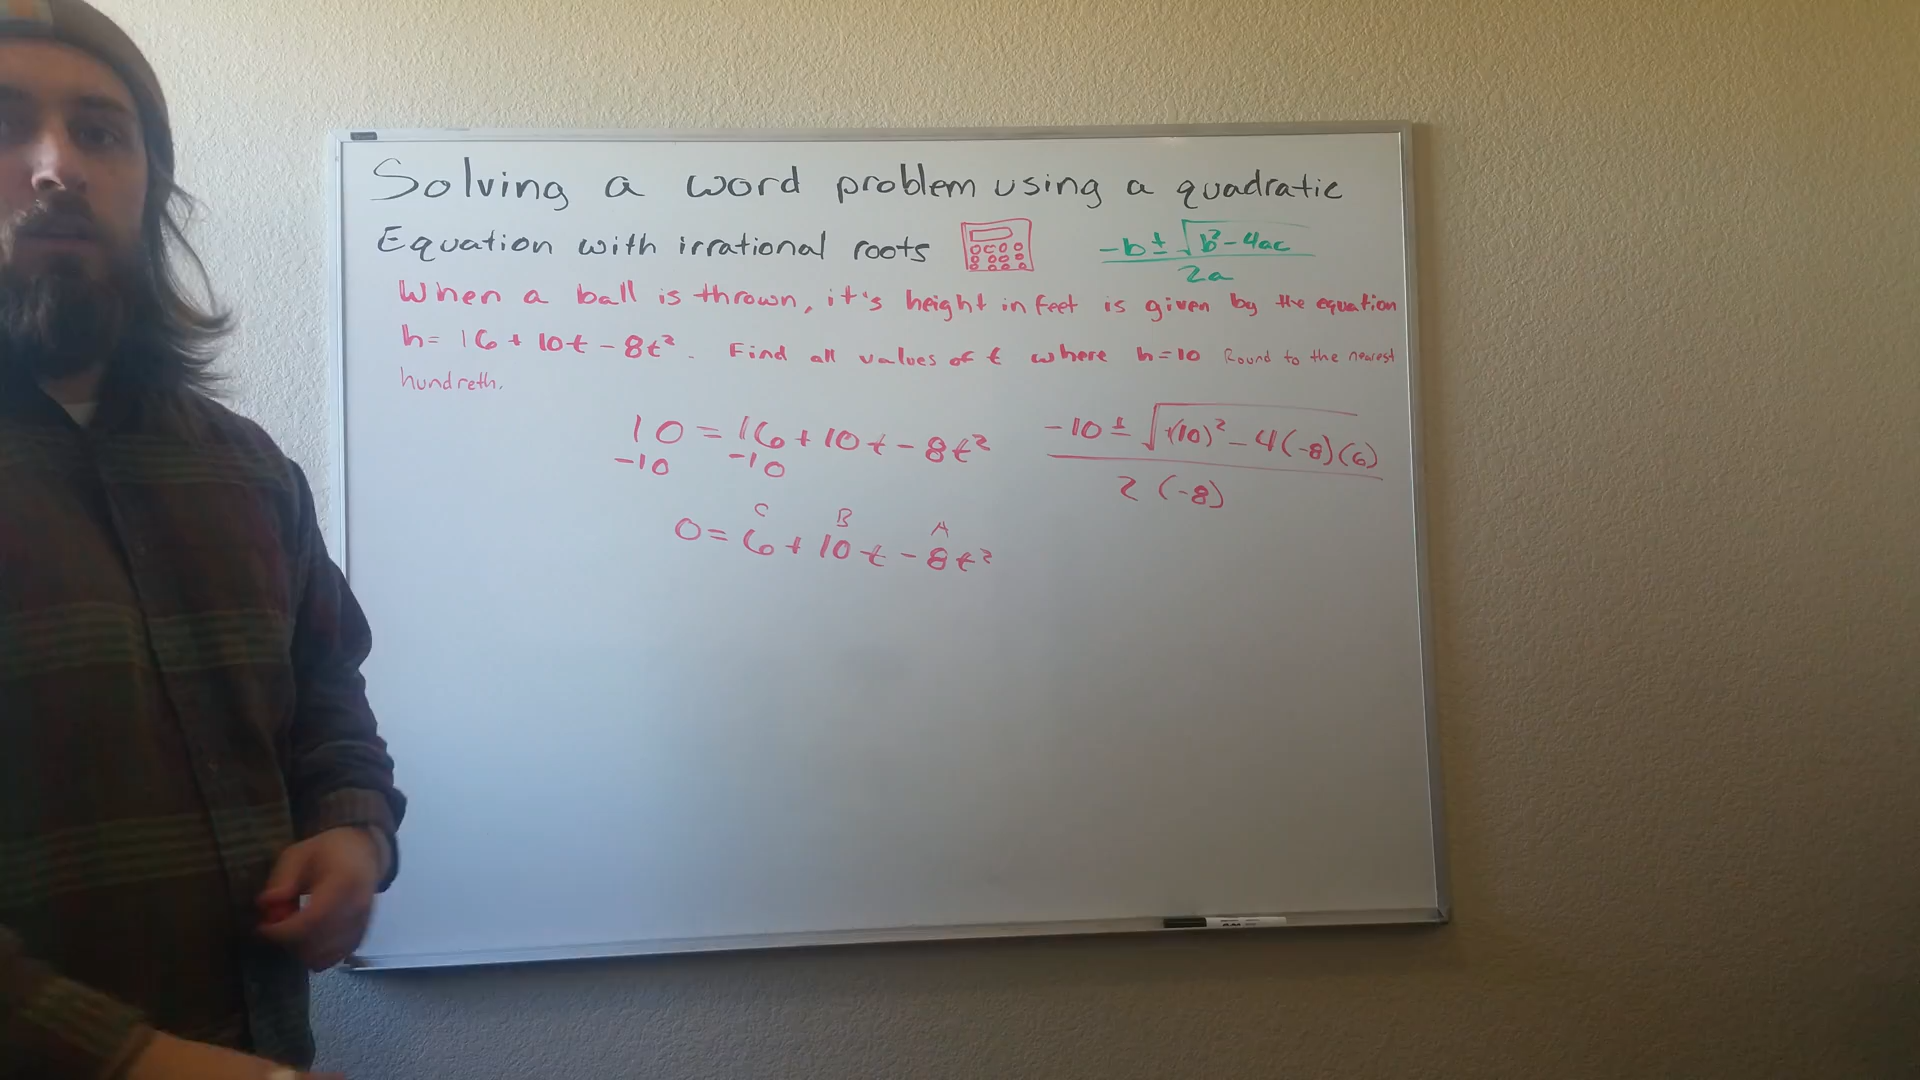 Solving a word problem using a quadratic
Equation with irrational roots
-b ± √b²-4ac
2a
When a ball is thrown, it's height in feet is given by the equation
h= 16 + 10t - 8t². Find all values of t where h=10 Round to the nearest
hundreth.
10 = 16 + 10t - 8t²
-10 -10
C B A
0 = 6 + 10t - 8t²
-10 ± √(10)² - 4(-8)(6)
2(-8)